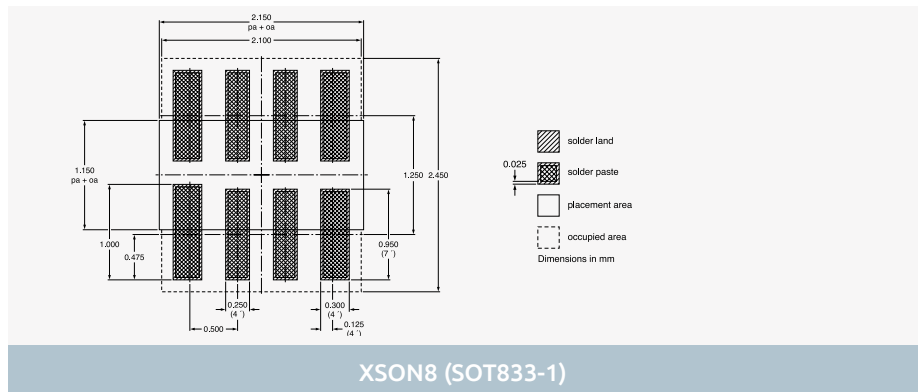 2.150
pa + oa
2.100
1.150
pa + oa
1.250
2.450
1.000
0.475
0.950
(7 ´)
0.250
(4 ´)
0.300
(4 ´)
0.125
(4 ´)
0.500
0.025
solder land
solder paste
placement area
occupied area
Dimensions in mm
XSON8 (SOT833-1)